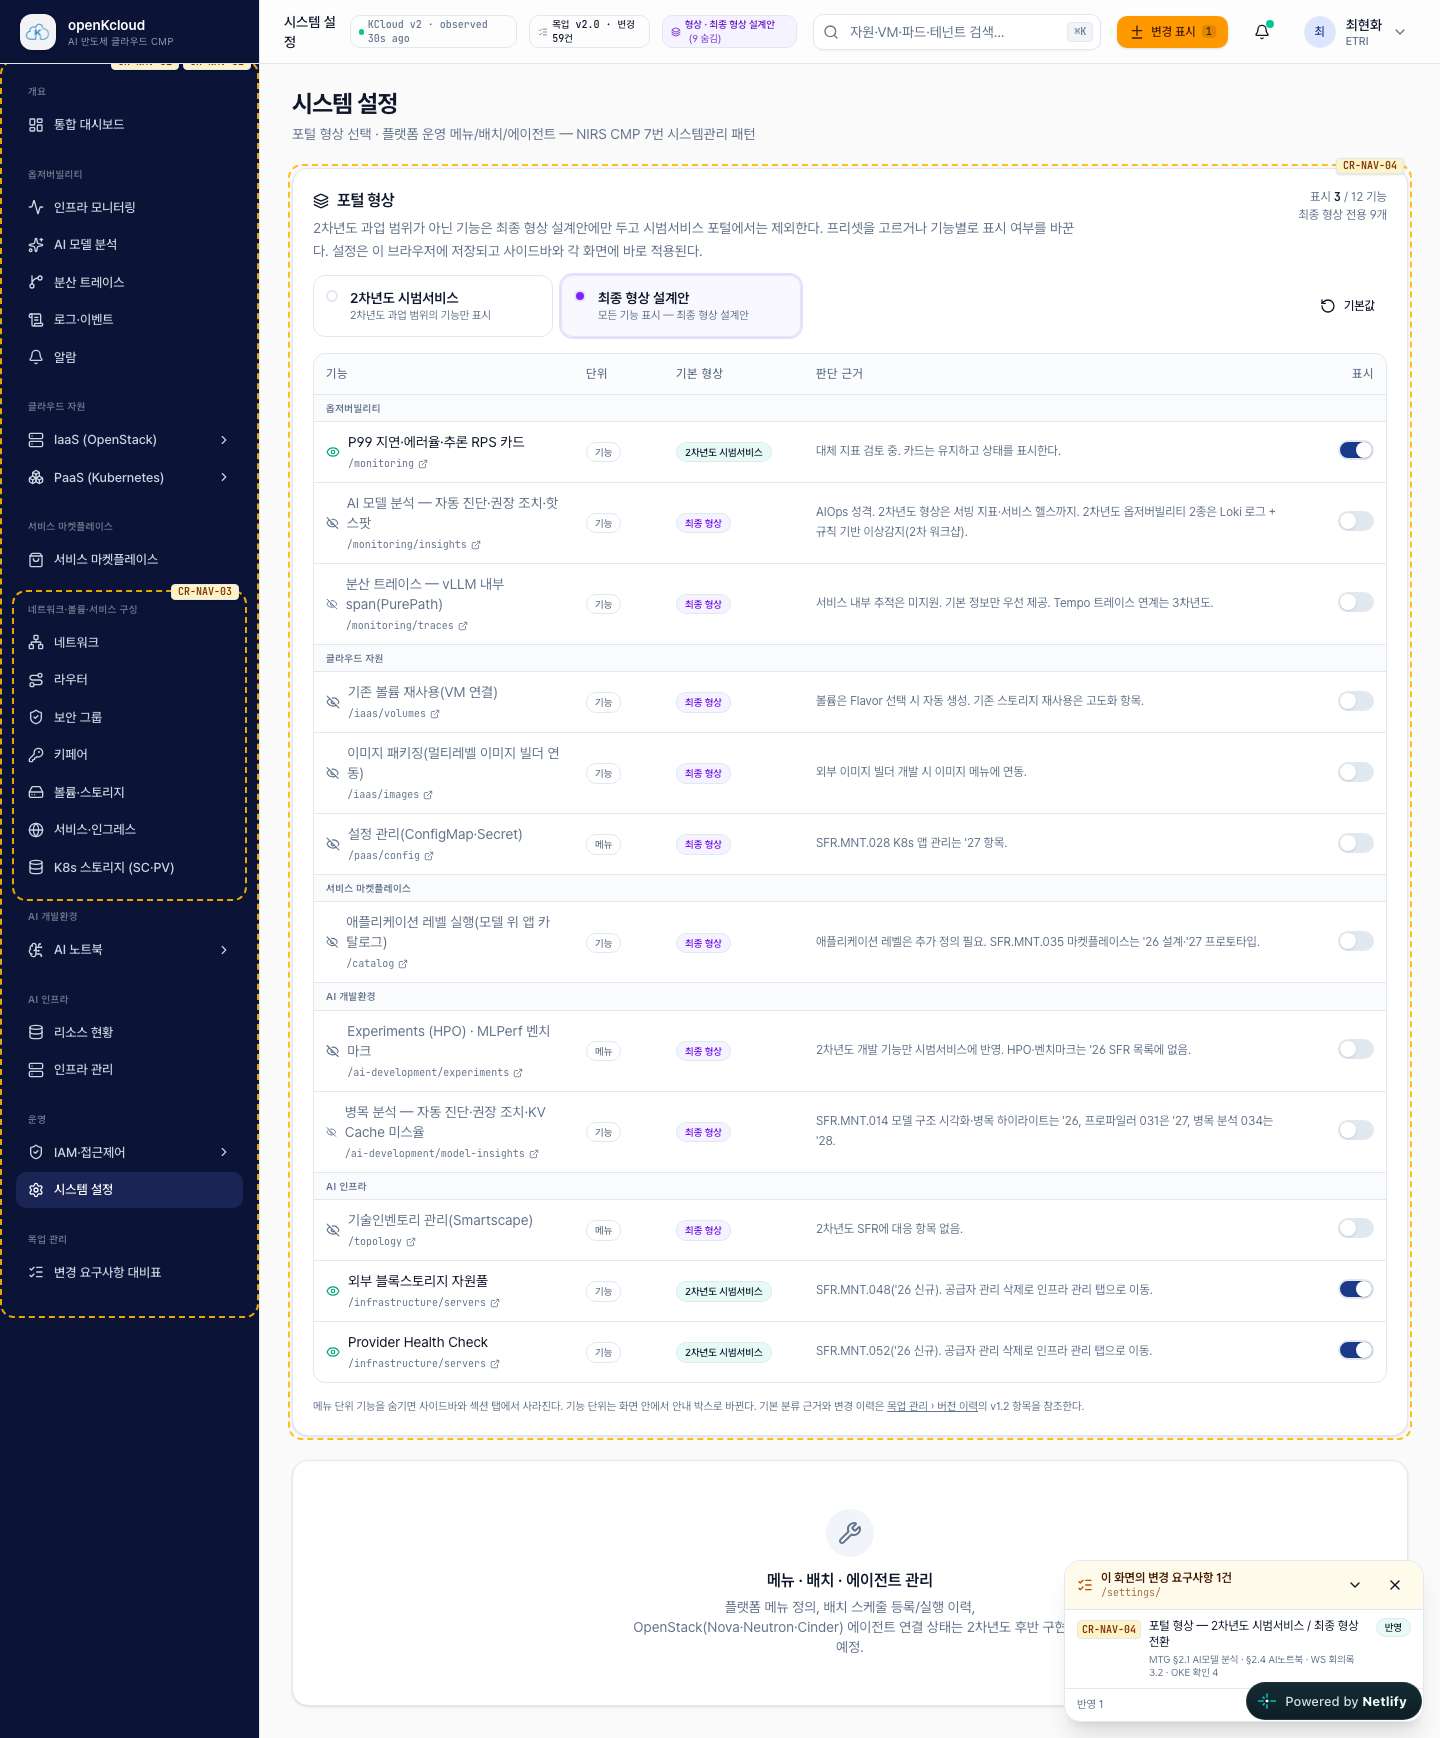 openKcloud
AI 반도체 클라우드 CMP
개요
통합 대시보드
옵저버빌리티
인프라 모니터링
AI 모델 분석
분산 트레이스
로그·이벤트
알람
클라우드 자원
IaaS (OpenStack)
PaaS (Kubernetes)
서비스 마켓플레이스
서비스 마켓플레이스
CR-NAV-03
네트워크·볼륨·서비스 구성
네트워크
라우터
보안 그룹
키페어
볼륨·스토리지
서비스·인그레스
K8s 스토리지 (SC·PV)
AI 개발환경
AI 노트북
AI 인프라
리소스 현황
인프라 관리
운영
IAM·접근제어
시스템 설정
목업 관리
변경 요구사항 대비표
시스템 설
정
KCloud v2 · observed
30s ago
목업 v2.0 · 변경
59건
형상 · 최종 형상 설계안
(9 숨김)
자원·VM·파드·테넌트 검색...
⌘K
변경 표시 1
최
최현화
ETRI
시스템 설정
포털 형상 선택 · 플랫폼 운영 메뉴/배치/에이전트 — NIRS CMP 7번 시스템관리 패턴
CR-NAV-04
포털 형상
2차년도 과업 범위가 아닌 기능은 최종 형상 설계안에만 두고 시범서비스 포털에서는 제외한다. 프리셋을 고르거나 기능별로 표시 여부를 바꾼
다. 설정은 이 브라우저에 저장되고 사이드바와 각 화면에 바로 적용된다.
표시 3 / 12 기능
최종 형상 전용 9개
2차년도 시범서비스
2차년도 과업 범위의 기능만 표시
최종 형상 설계안
모든 기능 표시 — 최종 형상 설계안
기본값
기능 단위 기본 형상 판단 근거 표시
옵저버빌리티
P99 지연·에러율·추론 RPS 카드
/monitoring
기능
2차년도 시범서비스
대체 지표 검토 중. 카드는 유지하고 상태를 표시한다.
AI 모델 분석 — 자동 진단·권장 조치·핫
스팟
/monitoring/insights
기능
최종 형상
AIOps 성격. 2차년도 형상은 서빙 지표·서비스 헬스까지. 2차년도 옵저버빌리티 2종은 Loki 로그 +
규칙 기반 이상감지(2차 워크샵).
분산 트레이스 — vLLM 내부
span(PurePath)
/monitoring/traces
기능
최종 형상
서비스 내부 추적은 미지원. 기본 정보만 우선 제공. Tempo 트레이스 연계는 3차년도.
클라우드 자원
기존 볼륨 재사용(VM 연결)
/iaas/volumes
기능
최종 형상
볼륨은 Flavor 선택 시 자동 생성. 기존 스토리지 재사용은 고도화 항목.
이미지 패키징(멀티레벨 이미지 빌더 연
동)
/iaas/images
기능
최종 형상
외부 이미지 빌더 개발 시 이미지 메뉴에 연동.
설정 관리(ConfigMap·Secret)
/paas/config
메뉴
최종 형상
SFR.MNT.028 K8s 앱 관리는 '27 항목.
서비스 마켓플레이스
애플리케이션 레벨 실행(모델 위 앱 카
탈로그)
/catalog
기능
최종 형상
애플리케이션 레벨은 추가 정의 필요. SFR.MNT.035 마켓플레이스는 '26 설계·'27 프로토타입.
AI 개발환경
Experiments (HPO) · MLPerf 벤치
마크
/ai-development/experiments
메뉴
최종 형상
2차년도 개발 기능만 시범서비스에 반영. HPO·벤치마크는 '26 SFR 목록에 없음.
병목 분석 — 자동 진단·권장 조치·KV
Cache 미스율
/ai-development/model-insights
기능
최종 형상
SFR.MNT.014 모델 구조 시각화·병목 하이라이트는 '26, 프로파일러 031은 '27, 병목 분석 034는
'28.
AI 인프라
기술인벤토리 관리(Smartscape)
/topology
메뉴
최종 형상
2차년도 SFR에 대응 항목 없음.
외부 블록스토리지 자원풀
/infrastructure/servers
기능
2차년도 시범서비스
SFR.MNT.048('26 신규). 공급자 관리 삭제로 인프라 관리 탭으로 이동.
Provider Health Check
/infrastructure/servers
기능
2차년도 시범서비스
SFR.MNT.052('26 신규). 공급자 관리 삭제로 인프라 관리 탭으로 이동.
메뉴 단위 기능을 숨기면 사이드바와 섹션 탭에서 사라진다. 기능 단위는 화면 안에서 안내 박스로 바뀐다. 기본 분류 근거와 변경 이력은 목업 관리 › 버전 이력의 v1.2 항목을 참조한다.
메뉴 · 배치 · 에이전트 관리
플랫폼 메뉴 정의, 배치 스케줄 등록/실행 이력,
OpenStack(Nova·Neutron·Cinder) 에이전트 연결 상태는 2차년도 후반 구현
예정.
이 화면의 변경 요구사항 1건
/settings/
CR-NAV-04
포털 형상 — 2차년도 시범서비스 / 최종 형상
전환
반영
MTG §2.1 AI모델 분석 · §2.4 AI노트북 · WS 회의록
3.2 · OKE 확인 4
반영 1
Powered by Netlify